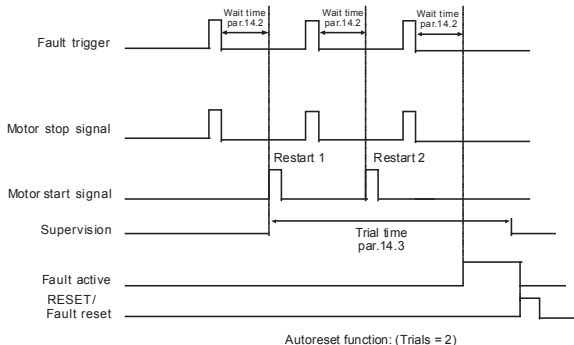 Wait time
par.14.2
Wait time
par.14.2
Wait time
par.14.2
Fault trigger
Motor stop signal
Restart 1
Restart 2
Motor start signal
Supervision
Trial time
par.14.3
Fault active
RESET/
Fault reset
Autoreset function: (Trials = 2)